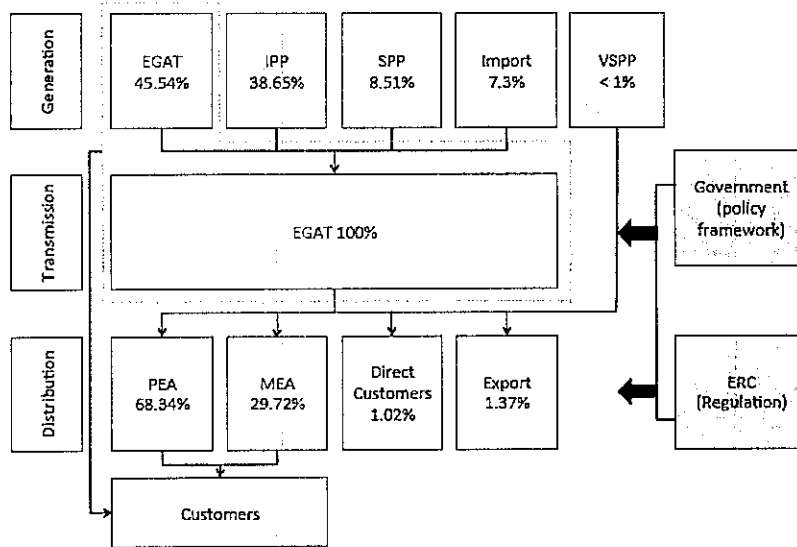 Generation
EGAT
45.54%
IPP
38.65%
SPP
8.51%
Import
7.3%
VSPP
< 1%
Transmission
EGAT 100%
Government
(policy
framework)
Distribution
PEA
68.34%
MEA
29.72%
Direct
Customers
1.02%
Export
1.37%
ERC
(Regulation)
Customers